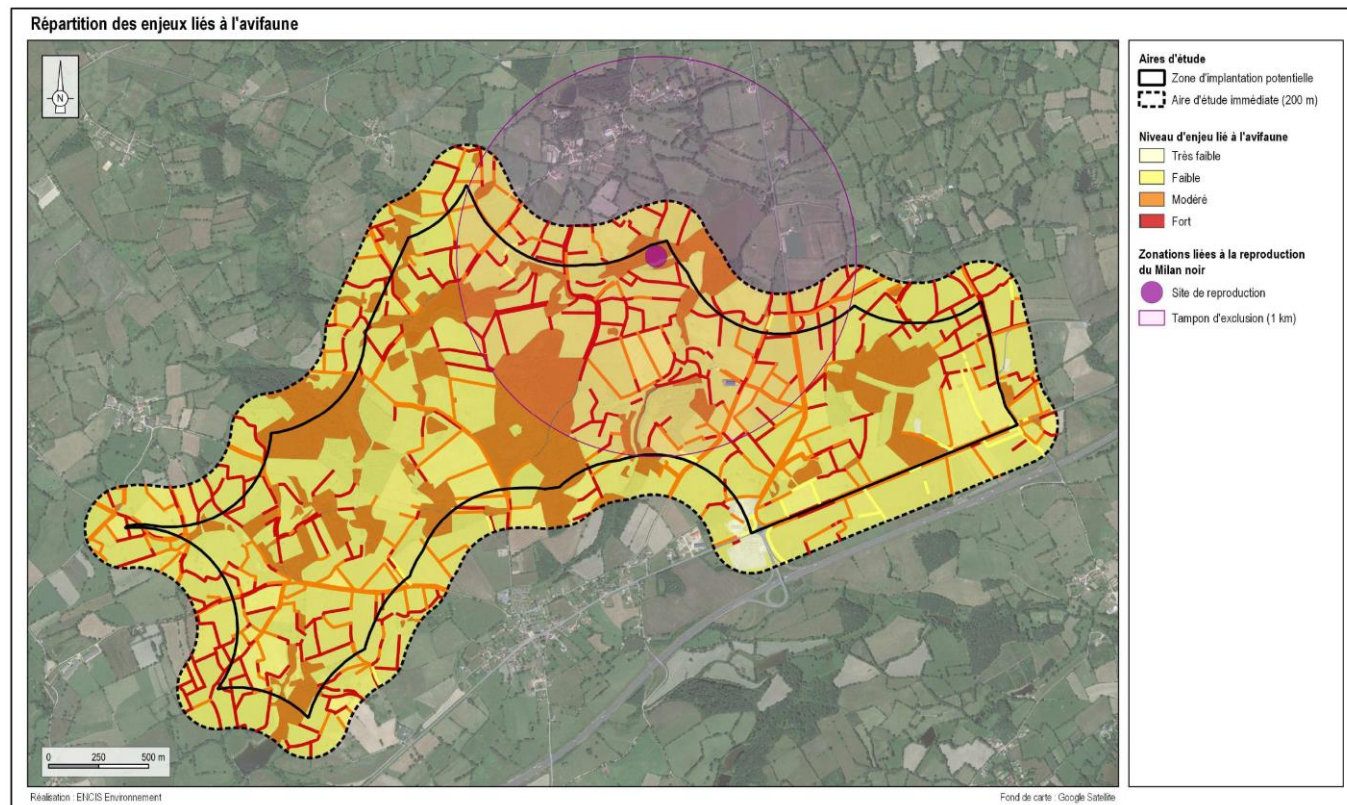 Répartition des enjeux liés à l'avifaune
N
Aires d'étude
Zone d'implantation potentielle
Aire d'étude immédiate (200 m)
Niveau d'enjeu lié à l'avifaune
Très faible
Faible
Modéré
Fort
Zonations liées à la reproduction
du Milan noir
Site de reproduction
Tampon d'exclusion (1 km)
0 250 500 m
Réalisation : ENCIS Environnement
Fond de carte : Google Satellite